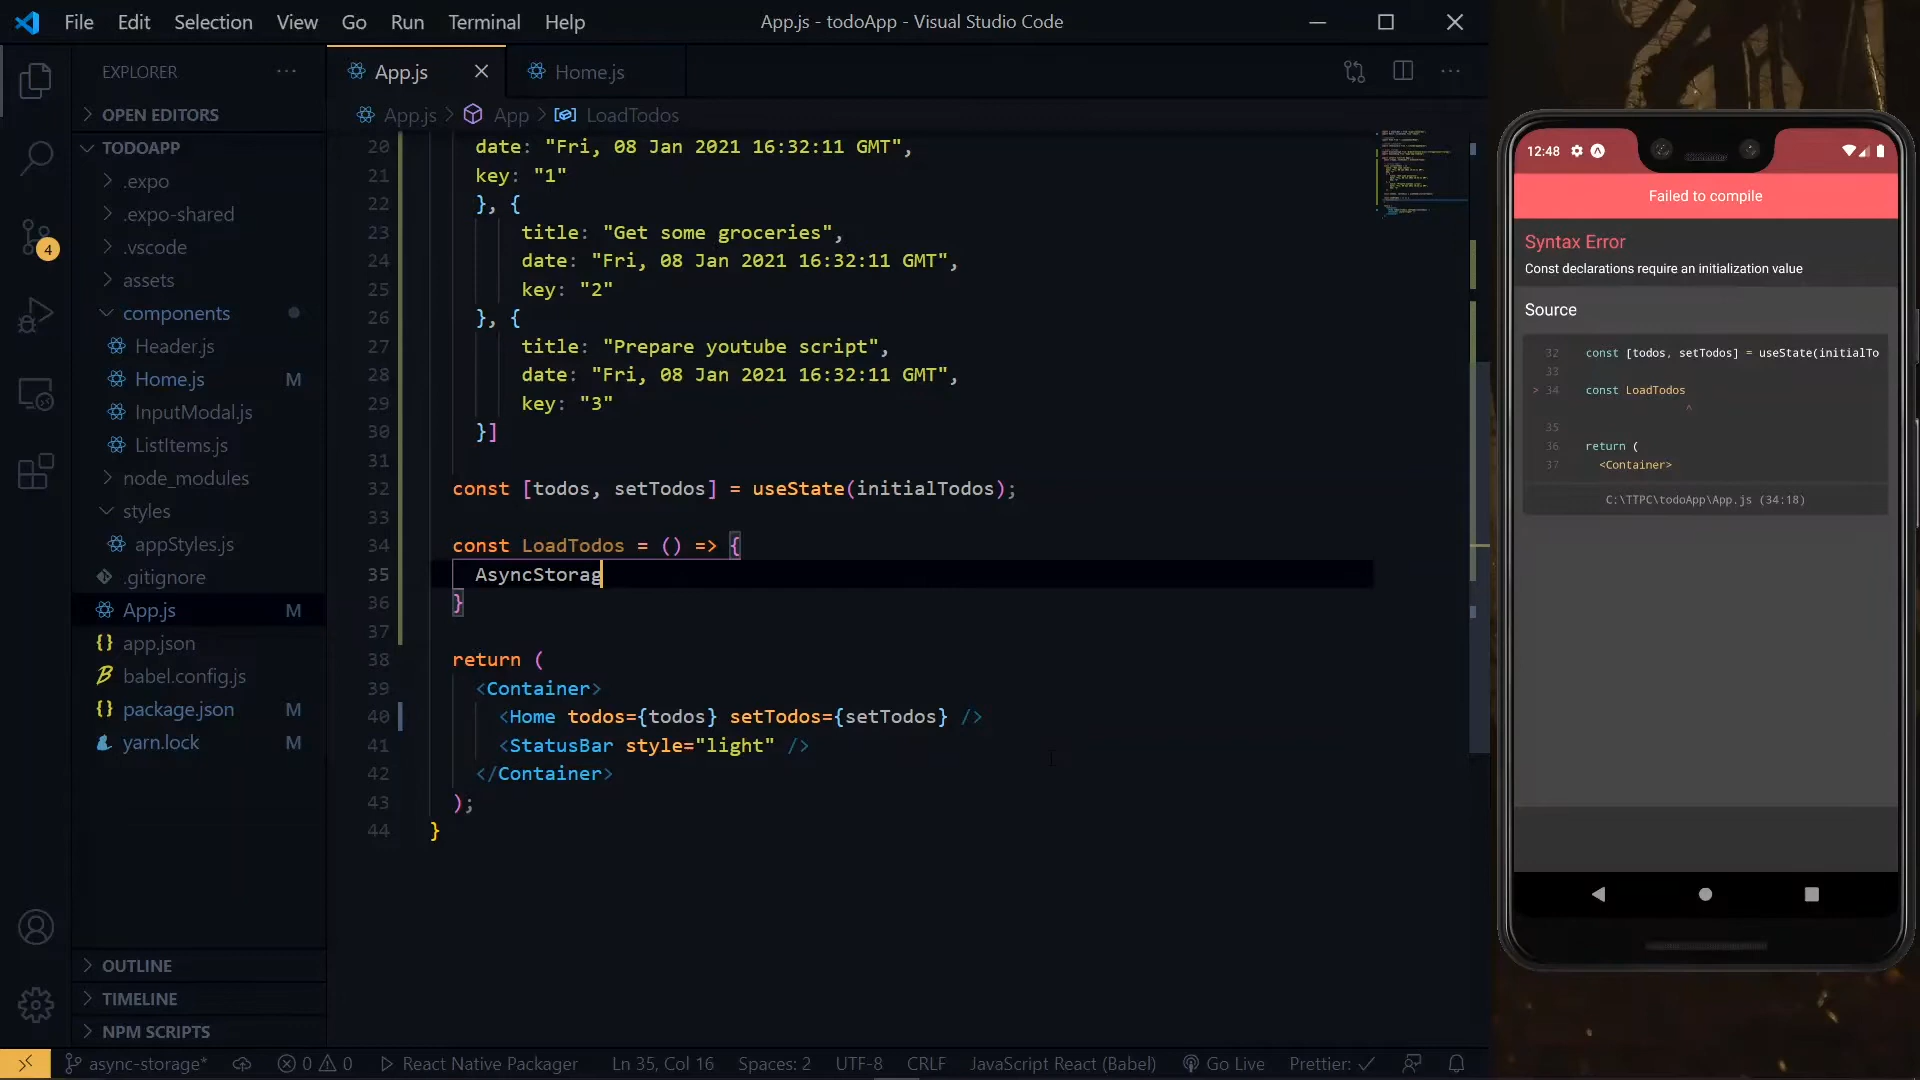 File Edit Selection View Go Run Terminal Help
App.js - todoApp - Visual Studio Code
EXPLORER
OPEN EDITORS
TODOAPP
.expo
.expo-shared
.vscode
assets
components
Header.js
Home.js M
InputModal.js
ListItems.js
node_modules
styles
appStyles.js
.gitignore
App.js M
app.json
babel.config.js
package.json M
yarn.lock M
OUTLINE
TIMELINE
NPM SCRIPTS
4
App.js
Home.js
App.js > App > LoadTodos
20 date: "Fri, 08 Jan 2021 16:32:11 GMT",
21 key: "1"
22 }, {
23 title: "Get some groceries",
24 date: "Fri, 08 Jan 2021 16:32:11 GMT",
25 key: "2"
26 }, {
27 title: "Prepare youtube script",
28 date: "Fri, 08 Jan 2021 16:32:11 GMT",
29 key: "3"
30 }]
31
32 const [todos, setTodos] = useState(initialTodos);
33
34 const LoadTodos = () => {
35 AsyncStorag
36 }
37
38 return (
39 <Container>
40 <Home todos={todos} setTodos={setTodos} />
41 <StatusBar style="light" />
42 </Container>
43 );
44 }
12:48
Failed to compile
Syntax Error
Const declarations require an initialization value
Source
32 const [todos, setTodos] = useState(initialTo
33
> 34 const LoadTodos
^
35
36 return (
37 <Container>
C:\TTPC\todoApp\App.js (34:18)
async-storage* 0 0 React Native Packager Ln 35, Col 16 Spaces: 2 UTF-8 CRLF JavaScript React (Babel) Go Live Prettier: ✓